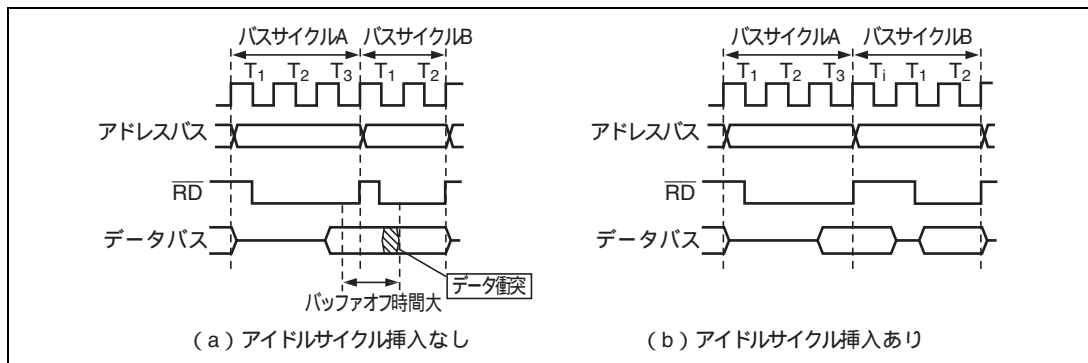 バスサイクルA バスサイクルB
T1 T2 T3 T1 T2
アドレスバス
RD
データバス
データ衝突
バッファオフ時間大
(a)アイドルサイクル挿入なし
バスサイクルA バスサイクルB
T1 T2 T3 Ti T1 T2
アドレスバス
RD
データバス
(b)アイドルサイクル挿入あり